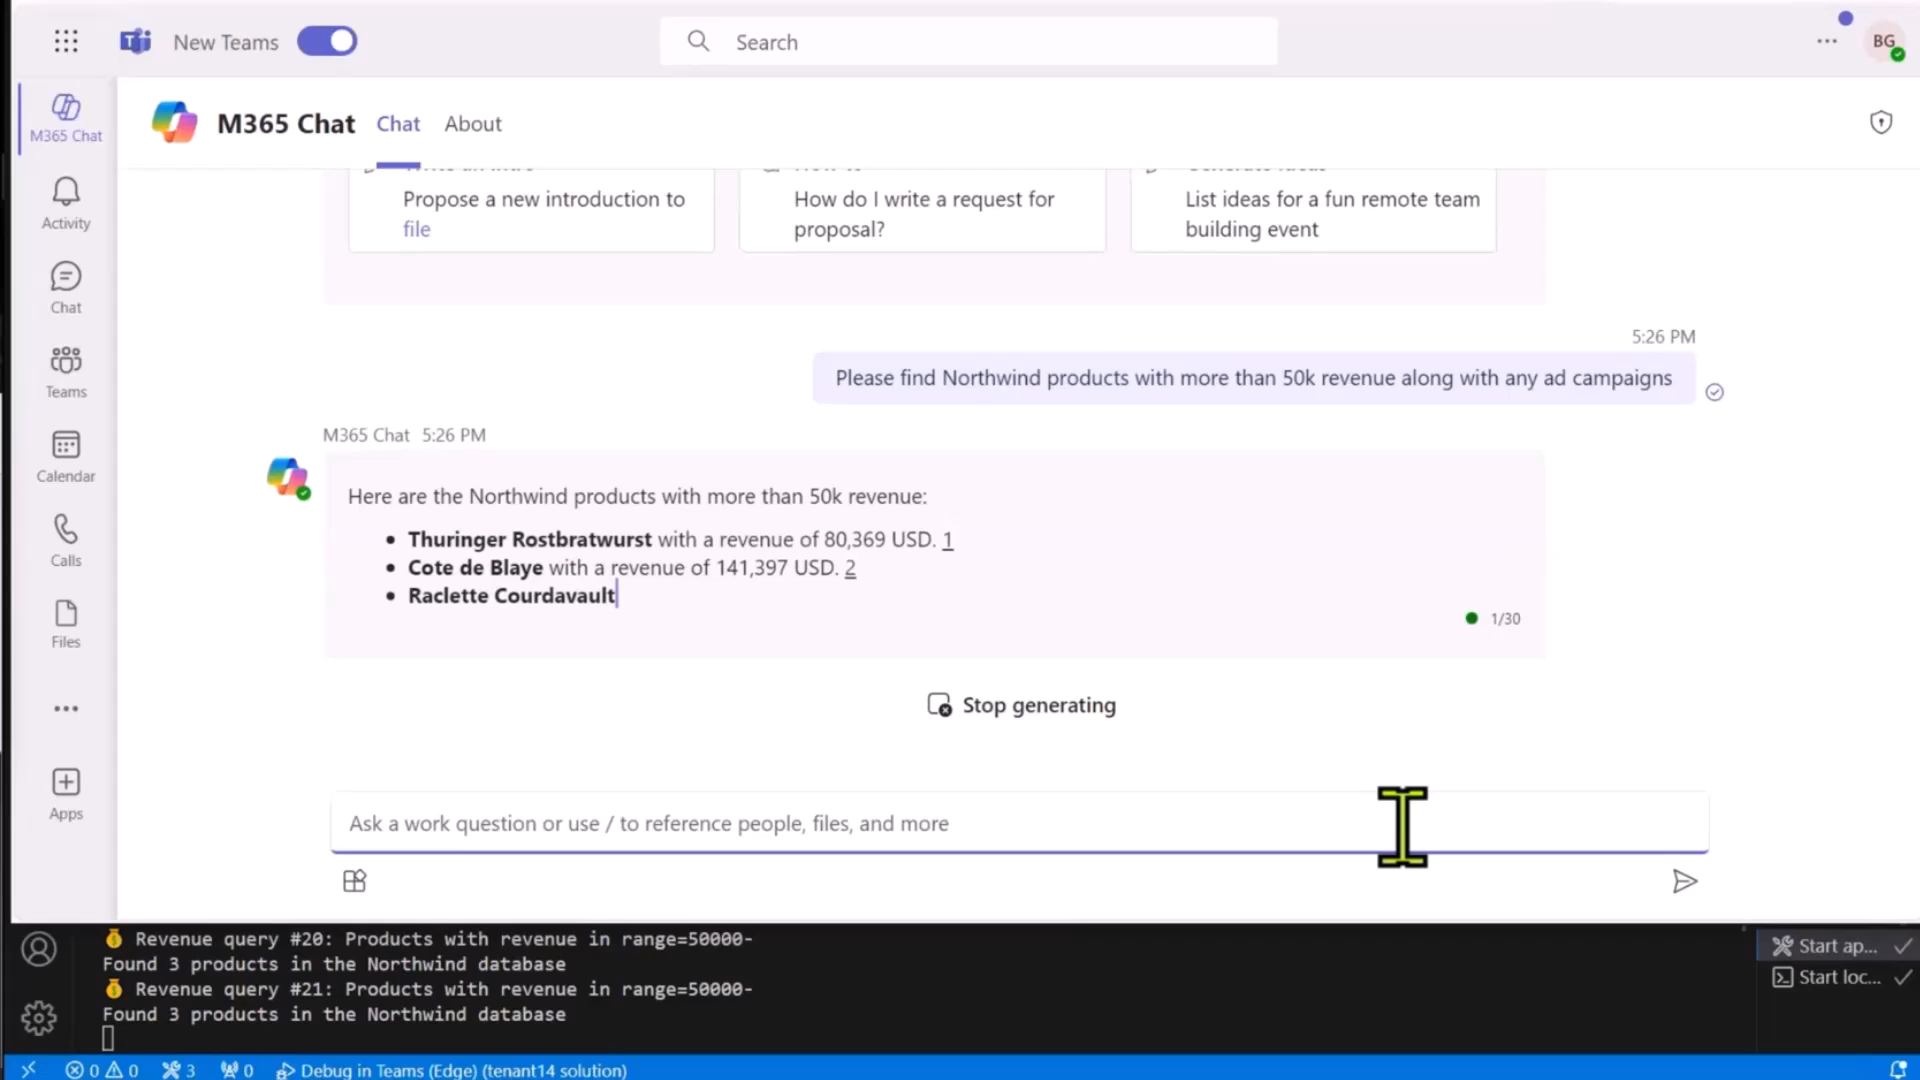 New Teams
Search
BG
M365 Chat
Activity
Chat
Teams
Calendar
Calls
Files
Apps
M365 Chat Chat About
Propose a new introduction to
file
How do I write a request for
proposal?
List ideas for a fun remote team
building event
5:26 PM
Please find Northwind products with more than 50k revenue along with any ad campaigns
M365 Chat 5:26 PM
Here are the Northwind products with more than 50k revenue:
• Thuringer Rostbratwurst with a revenue of 80,369 USD. 1
• Cote de Blaye with a revenue of 141,397 USD. 2
• Raclette Courdavault
1/30
Stop generating
Ask a work question or use / to reference people, files, and more
Revenue query #20: Products with revenue in range=50000-
Found 3 products in the Northwind database
Revenue query #21: Products with revenue in range=50000-
Found 3 products in the Northwind database
Start ap...
Start loc...
0 0 3 0 Debug in Teams (Edge) (tenant14 solution)